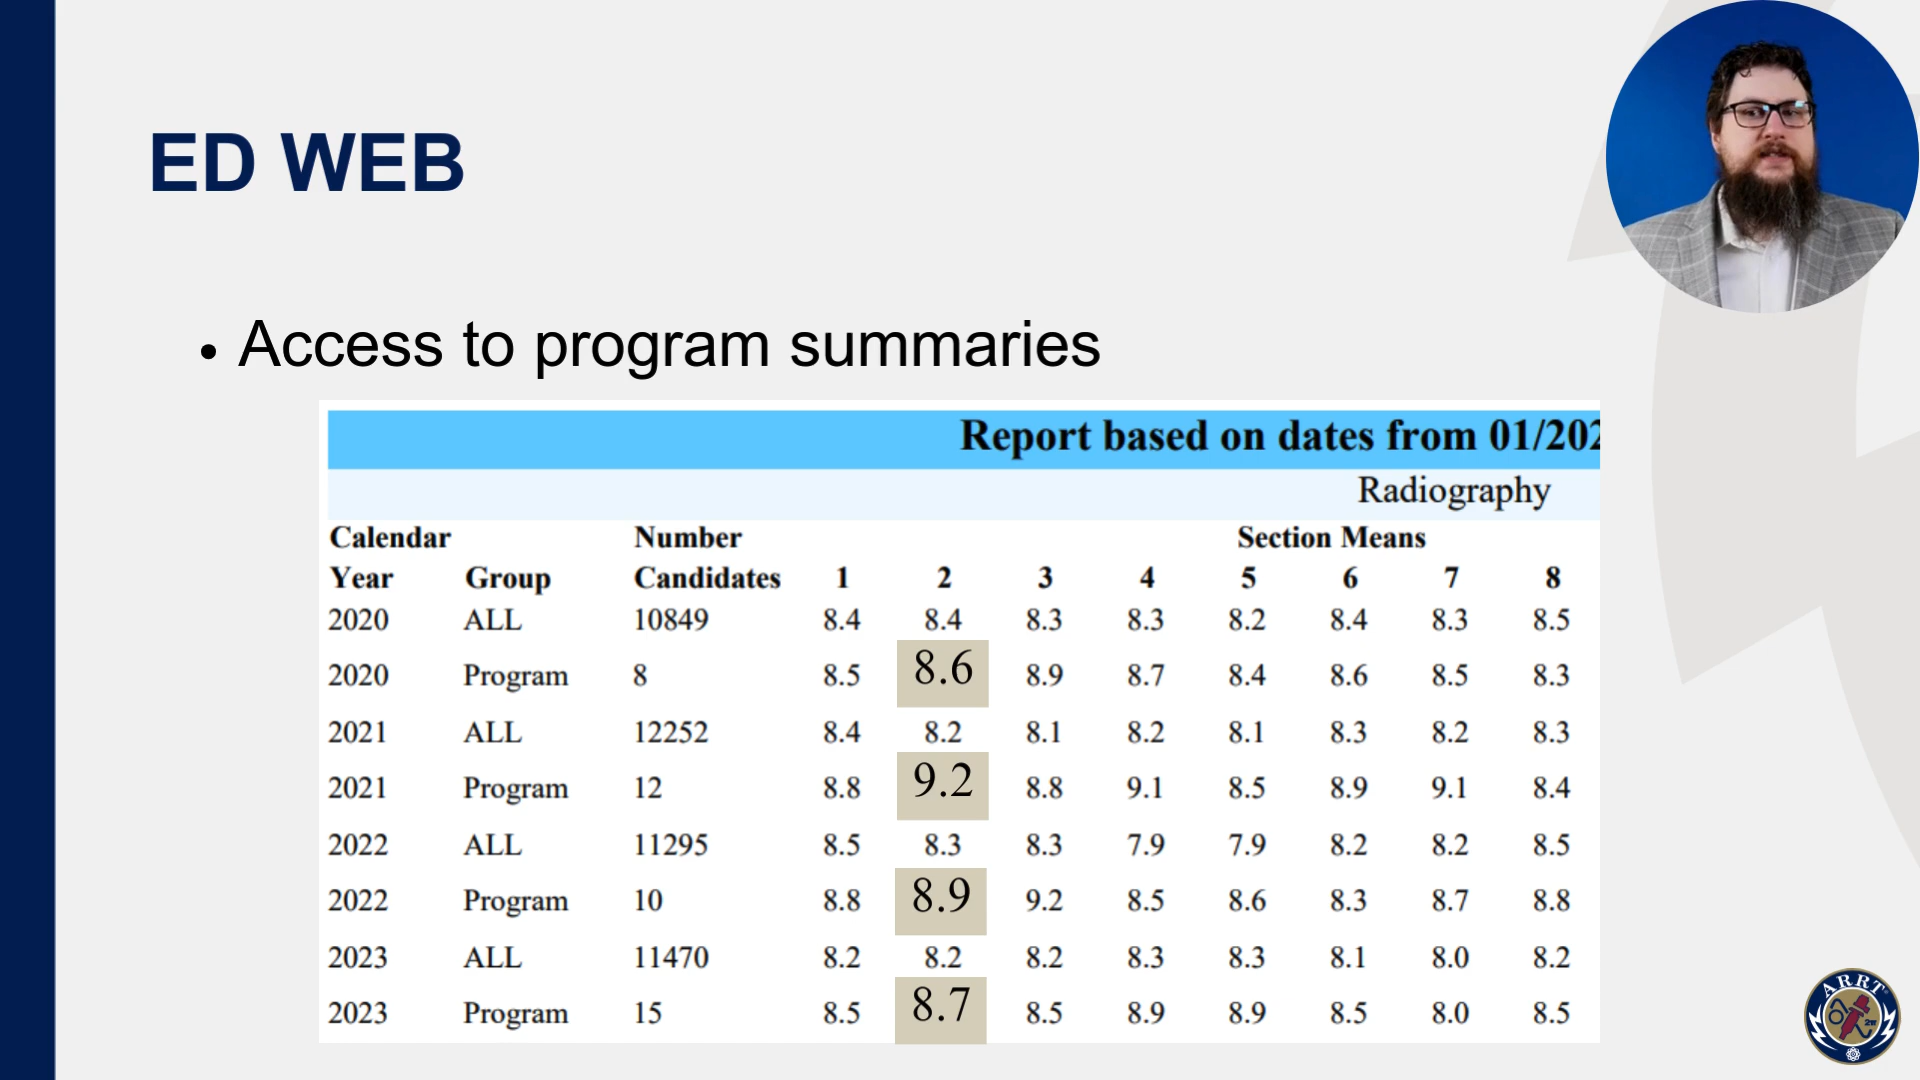 ED WEB
• Access to program summaries
Report based on dates from 01/202
Radiography
Calendar Number Section Means
Year Group Candidates 1 2 3 4 5 6 7 8
2020 ALL 10849 8.4 8.4 8.3 8.3 8.2 8.4 8.3 8.5
2020 Program 8 8.5 8.6 8.9 8.7 8.4 8.6 8.5 8.3
2021 ALL 12252 8.4 8.2 8.1 8.2 8.1 8.3 8.2 8.3
2021 Program 12 8.8 9.2 8.8 9.1 8.5 8.9 9.1 8.4
2022 ALL 11295 8.5 8.3 8.3 7.9 7.9 8.2 8.2 8.5
2022 Program 10 8.8 8.9 9.2 8.5 8.6 8.3 8.7 8.8
2023 ALL 11470 8.2 8.2 8.2 8.3 8.3 8.1 8.0 8.2
2023 Program 15 8.5 8.7 8.5 8.9 8.9 8.5 8.0 8.5
ARRT